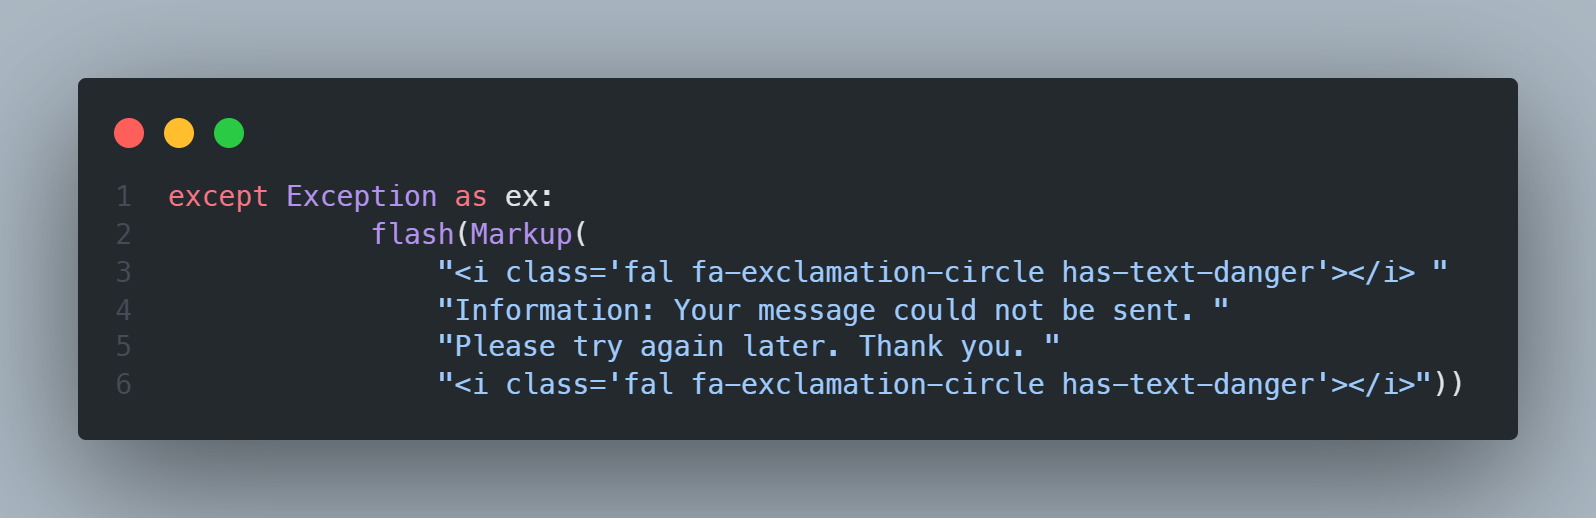 1 except Exception as ex:
2             flash(Markup(
3                 "<i class='fal fa-exclamation-circle has-text-danger'></i> "
4                 "Information: Your message could not be sent. "
5                 "Please try again later. Thank you. "
6                 "<i class='fal fa-exclamation-circle has-text-danger'></i>"))